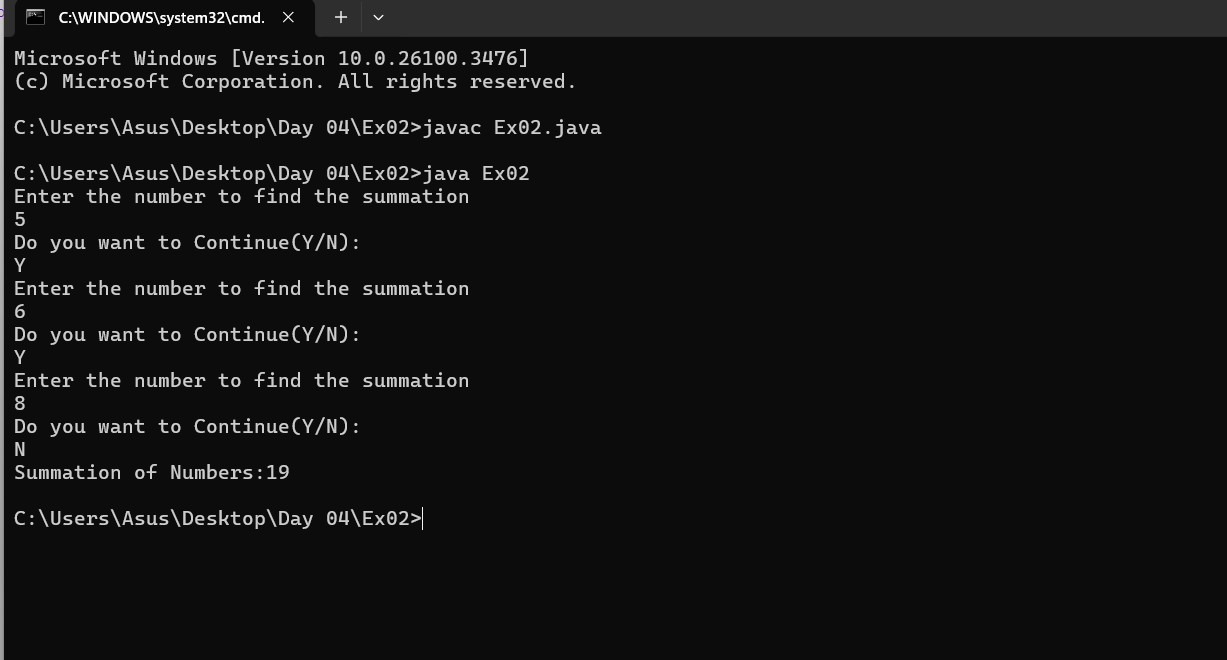 C:\WINDOWS\system32\cmd.
Microsoft Windows [Version 10.0.26100.3476]
(c) Microsoft Corporation. All rights reserved.
C:\Users\Asus\Desktop\Day 04\Ex02>javac Ex02.java
C:\Users\Asus\Desktop\Day 04\Ex02>java Ex02
Enter the number to find the summation
5
Do you want to Continue(Y/N):
Y
Enter the number to find the summation
6
Do you want to Continue(Y/N):
Y
Enter the number to find the summation
8
Do you want to Continue(Y/N):
N
Summation of Numbers:19
C:\Users\Asus\Desktop\Day 04\Ex02>